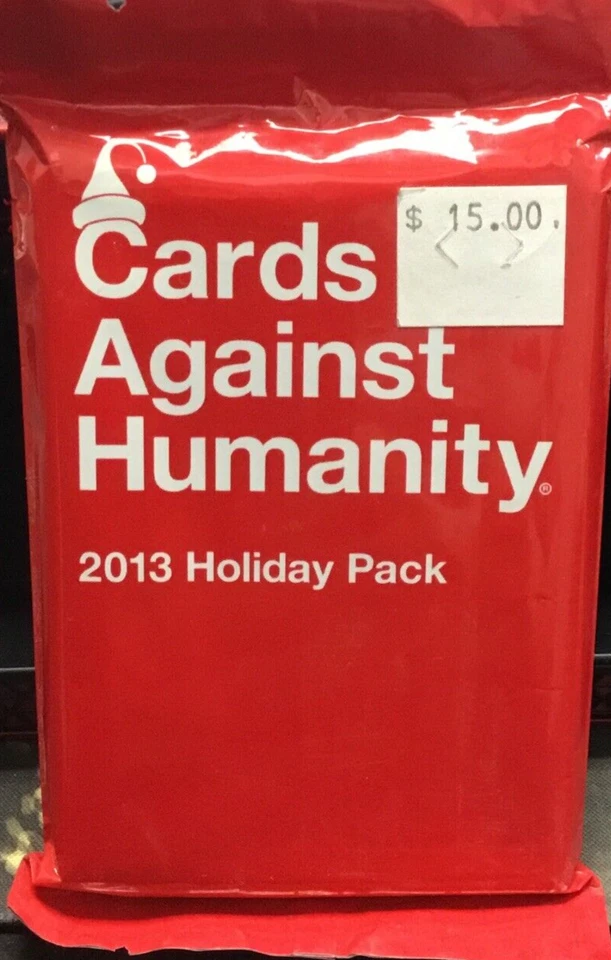 $ 15.00.
Cards
Against
Humanity®
2013 Holiday Pack